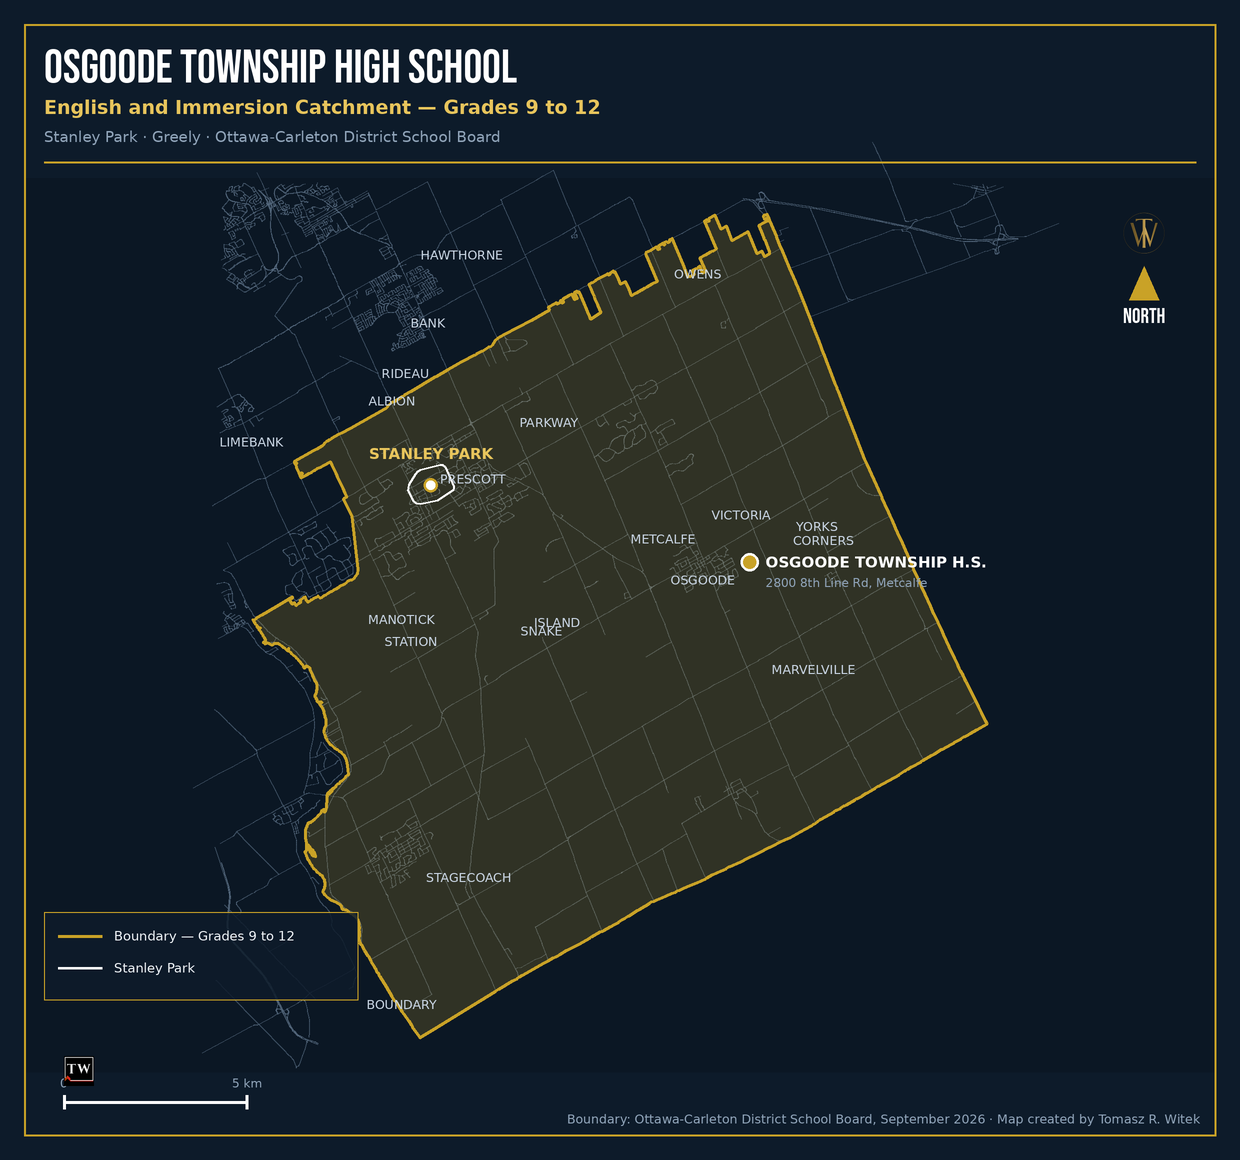 OSGOODE TOWNSHIP HIGH SCHOOL
English and Immersion Catchment — Grades 9 to 12
Stanley Park · Greely · Ottawa-Carleton District School Board
HAWTHORNE
OWENS
BANK
NORTH
RIDEAU
ALBION
PARKWAY
LIMEBANK
STANLEY PARK
PRESCOTT
VICTORIA
YORKS
CORNERS
METCALFE
OSGOODE TOWNSHIP H.S.
OSGOODE
2800 8th Line Rd, Metcalfe
MANOTICK
STATION
ISLAND
SNAKE
MARVELVILLE
STAGECOACH
Boundary — Grades 9 to 12
Stanley Park
BOUNDARY
TW
0
5 km
Boundary: Ottawa-Carleton District School Board, September 2026 · Map created by Tomasz R. Witek